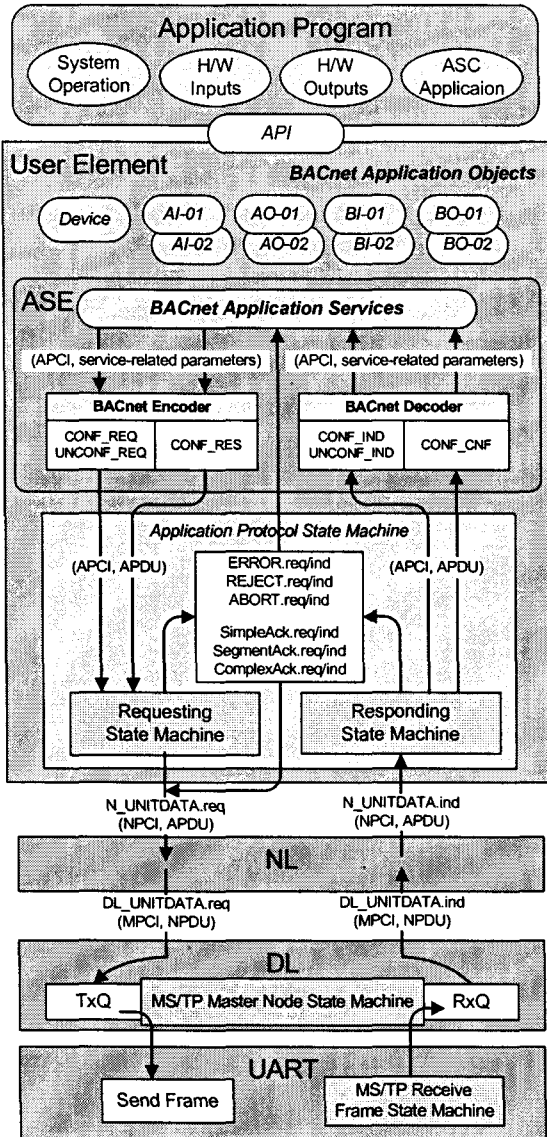 Application Program
System
Operation
H/W
Inputs
H/W
Outputs
ASC
Applicaion
API
User Element
BACnet Application Objects
Device
AI-01
AO-01
BI-01
BO-01
AI-02
AO-02
BI-02
BO-02
ASE
BACnet Application Services
(APCI, service-related parameters)
(APCI, service-related parameters)
BACnet Encoder
BACnet Decoder
CONF_REQ
UNCONF_REQ
CONF_RES
CONF_IND
UNCONF_IND
CONF_CNF
Application Protocol State Machine
(APCI, APDU)
ERROR.req/ind
REJECT.req/ind
ABORT.req/ind
SimpleAck.req/ind
SegmentAck.req/ind
ComplexAck.req/ind
(APCI, APDU)
Requesting
State Machine
Responding
State Machine
N_UNITDATA.req
(NPCI, APDU)
N_UNITDATA.ind
(NPCI, APDU)
NL
DL_UNITDATA.req
(MPCI, NPDU)
DL_UNITDATA.ind
(MPCI, NPDU)
DL
TxQ
MS/TP Master Node State Machine
RxQ
UART
Send Frame
MS/TP Receive
Frame State Machine